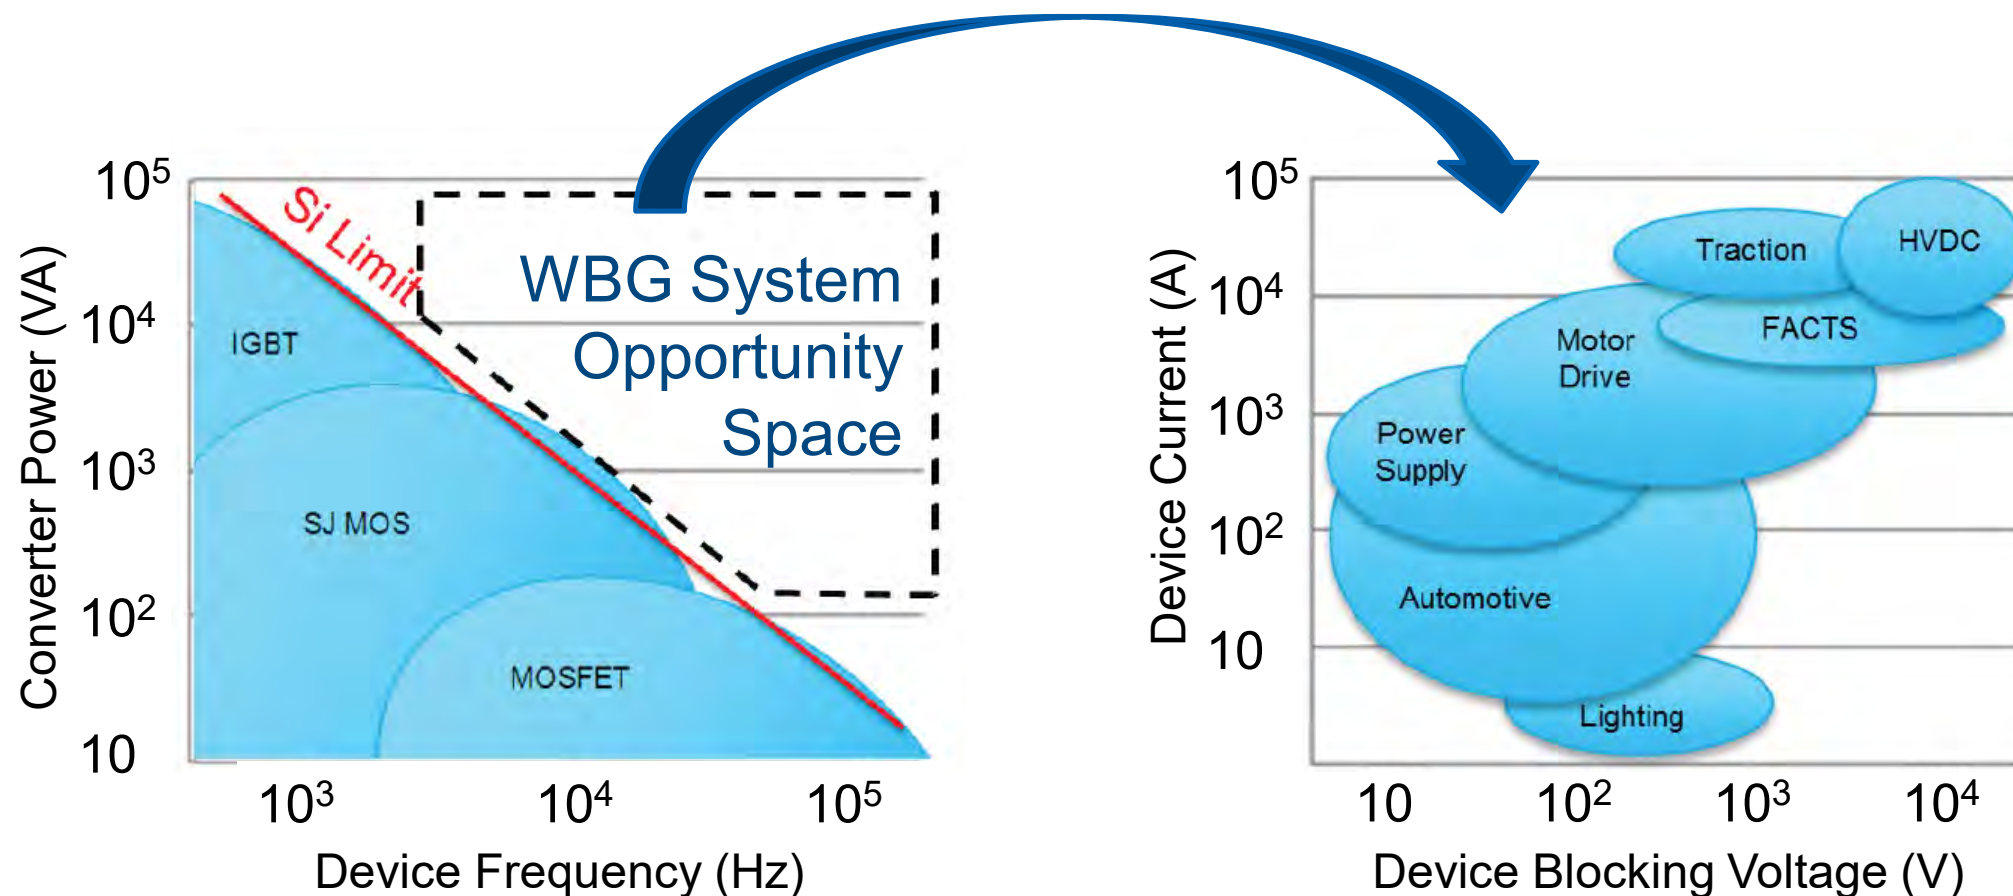 10⁵
10⁴
10³
10²
10
Converter Power (VA)
Si Limit
IGBT
SJ MOS
MOSFET
WBG System
Opportunity
Space
10³ 10⁴ 10⁵
Device Frequency (Hz)
10⁵
10⁴
10³
10²
10
Device Current (A)
Traction
HVDC
Motor
Drive
FACTS
Power
Supply
Automotive
Lighting
10 10² 10³ 10⁴
Device Blocking Voltage (V)